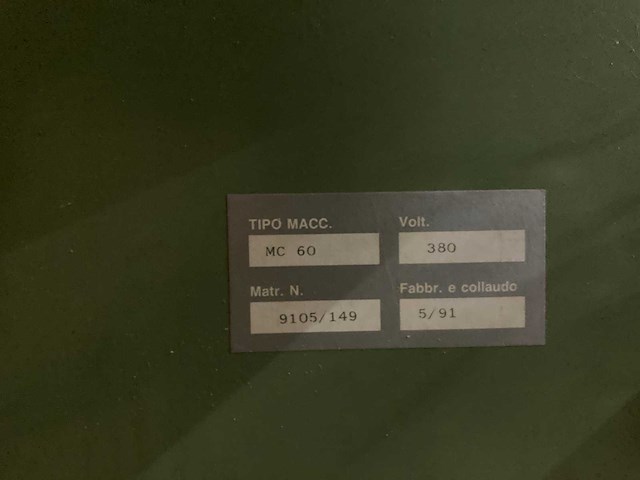 TIPO MACC. Volt.
MC 60 380
Matr. N. Fabbr. e collaudo
9105/149 5/91